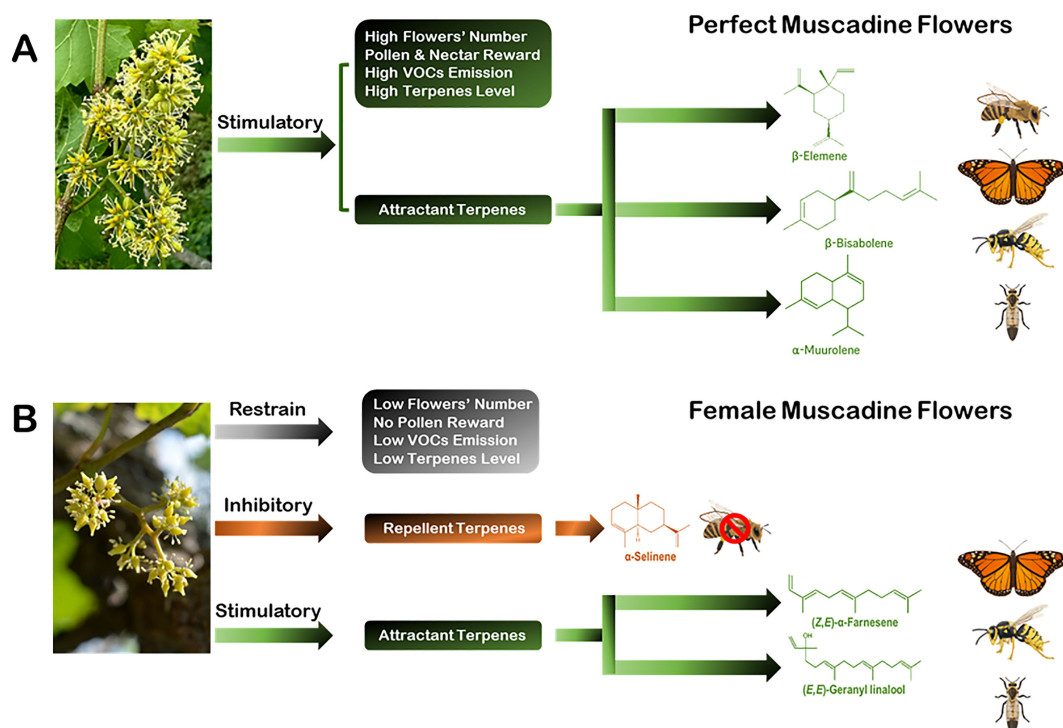 A
Stimulatory
High Flowers' Number
Pollen & Nectar Reward
High VOCs Emission
High Terpenes Level
Attractant Terpenes
Perfect Muscadine Flowers
β-Elemene
β-Bisabolene
α-Muurolene
B
Restrain
Low Flowers' Number
No Pollen Reward
Low VOCs Emission
Low Terpenes Level
Female Muscadine Flowers
Inhibitory
Repellent Terpenes
H
α-Selinene
Stimulatory
Attractant Terpenes
(Z,E)-α-Farnesene
OH
(E,E)-Geranyl linalool